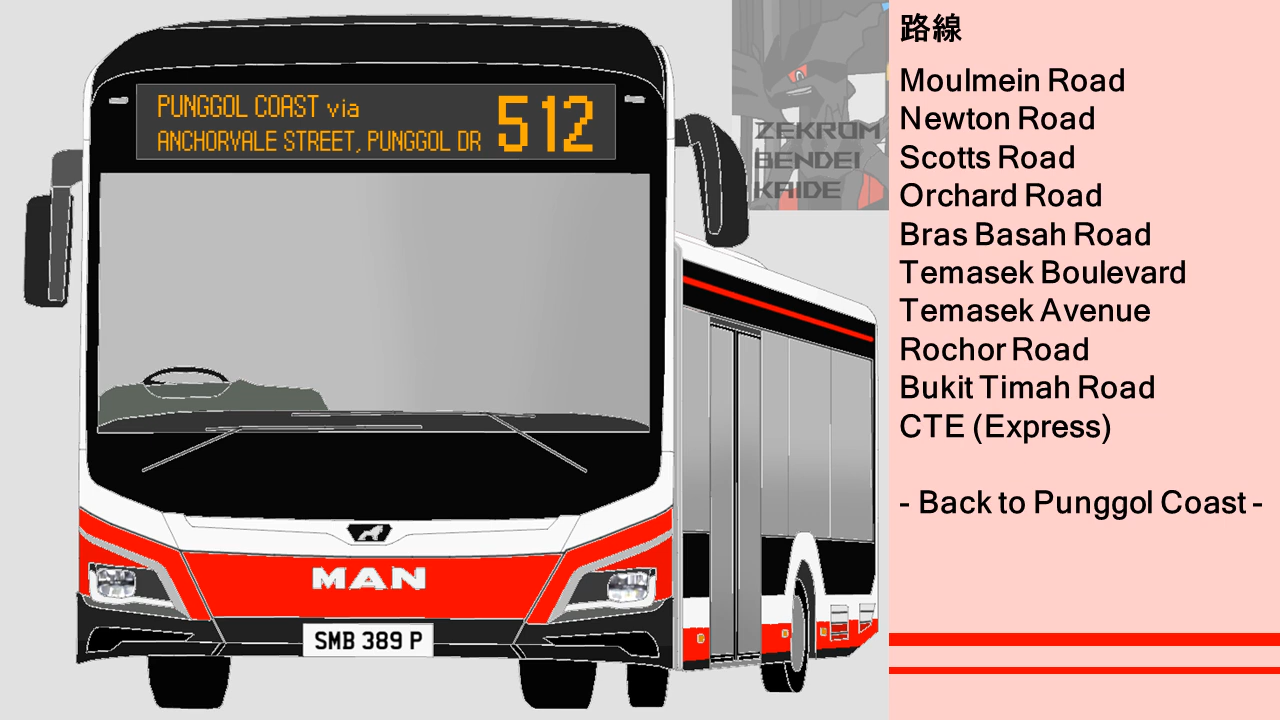 PUNGGOL COAST via
ANCHORVALE STREET, PUNGGOL DR
512
ZEKROM
BENDEI
KAIDE
MAN
SMB 389 P
路線
Moulmein Road
Newton Road
Scotts Road
Orchard Road
Bras Basah Road
Temasek Boulevard
Temasek Avenue
Rochor Road
Bukit Timah Road
CTE (Express)
- Back to Punggol Coast -